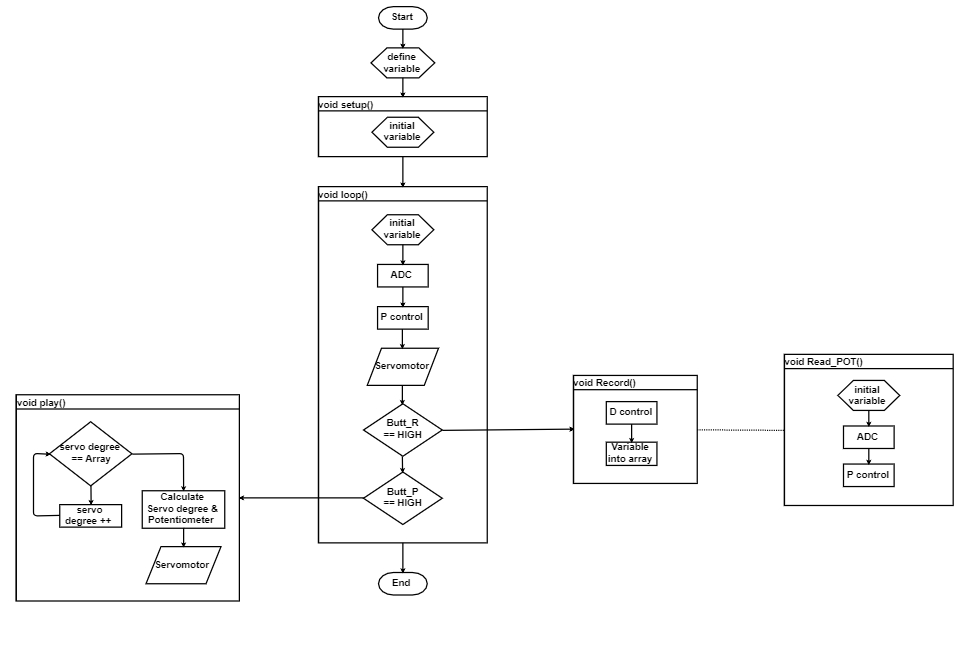 Start
define
variable
void setup()
initial
variable
void loop()
initial
variable
ADC
P control
Servomotor
Butt_R
== HIGH
Butt_P
== HIGH
End
void play()
servo degree
== Array
servo
degree ++
Calculate
Servo degree &
Potentiometer
Servomotor
void Record()
D control
Variable
into array
void Read_POT()
initial
variable
ADC
P control